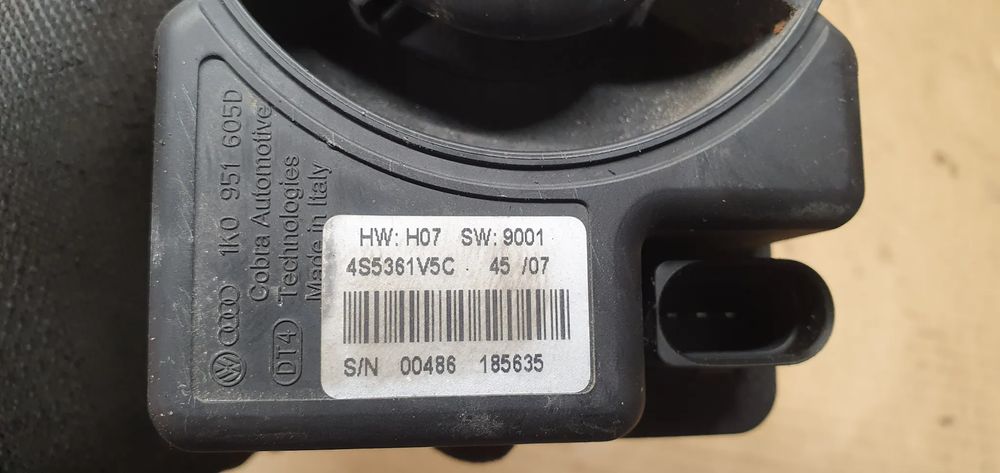 1K0 951 605D
Cobra Automotive
Technologies
Made in Italy
DT4
HW: H07 SW: 9001
4S5361V5C 45 /07
S/N 00486 185635